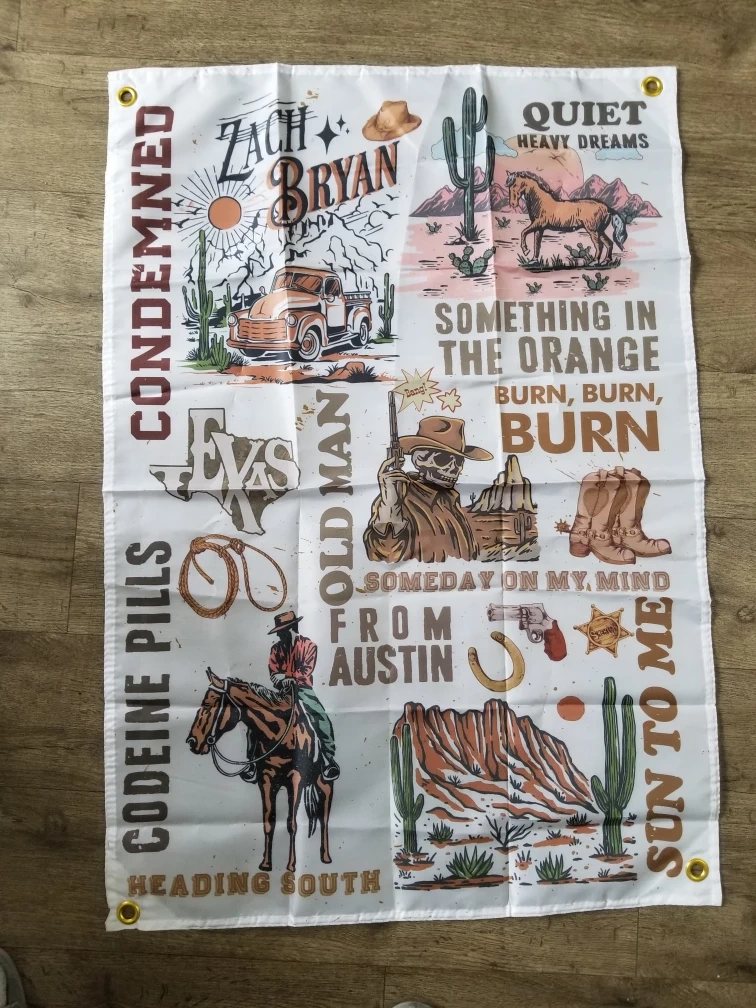 CONDEMNED
ZACH
BRYAN
QUIET
HEAVY DREAMS
SOMETHING IN
THE ORANGE
BURN, BURN,
BURN
Bang!
TEXAS
OLD MAN
SOMEDAY ON MY MIND
CODEINE PILLS
FROM
AUSTIN
SUN TO ME
HEADING SOUTH